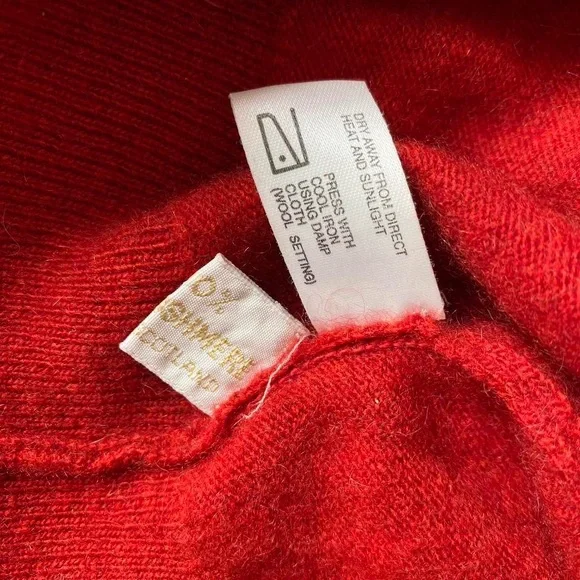 DRY AWAY FROM DIRECT
HEAT AND SUNLIGHT
PRESS WITH
COOL IRON
USING DAMP
CLOTH
(WOOL SETTING)
0%
SHMERE
COTLAND